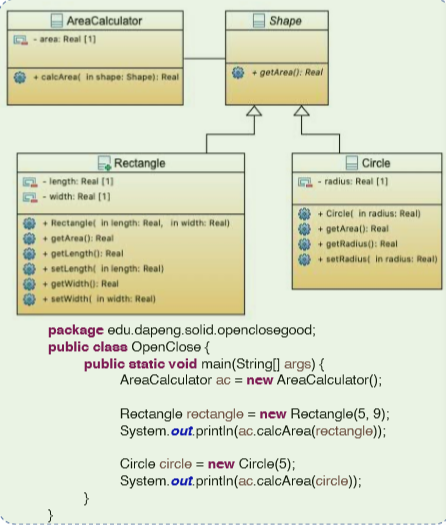 AreaCalculator
- area: Real [1]
+ calcArea( in shape: Shape): Real
Shape
+ getArea(): Real
Rectangle
- length: Real [1]
- width: Real [1]
+ Rectangle( in length: Real, in width: Real)
+ getArea(): Real
+ getLength(): Real
+ setLength( in length: Real)
+ getWidth(): Real
+ setWidth( in width: Real)
Circle
- radius: Real [1]
+ Circle( in radius: Real)
+ getArea(): Real
+ getRadius(): Real
+ setRadius( in radius: Real)
package edu.dapeng.solid.openclosegood;
public class OpenClose {
public static void main(String[] args) {
AreaCalculator ac = new AreaCalculator();
Rectangle rectangle = new Rectangle(5, 9);
System.out.println(ac.calcArea(rectangle));
Circle circle = new Circle(5);
System.out.println(ac.calcArea(circle));
}
}